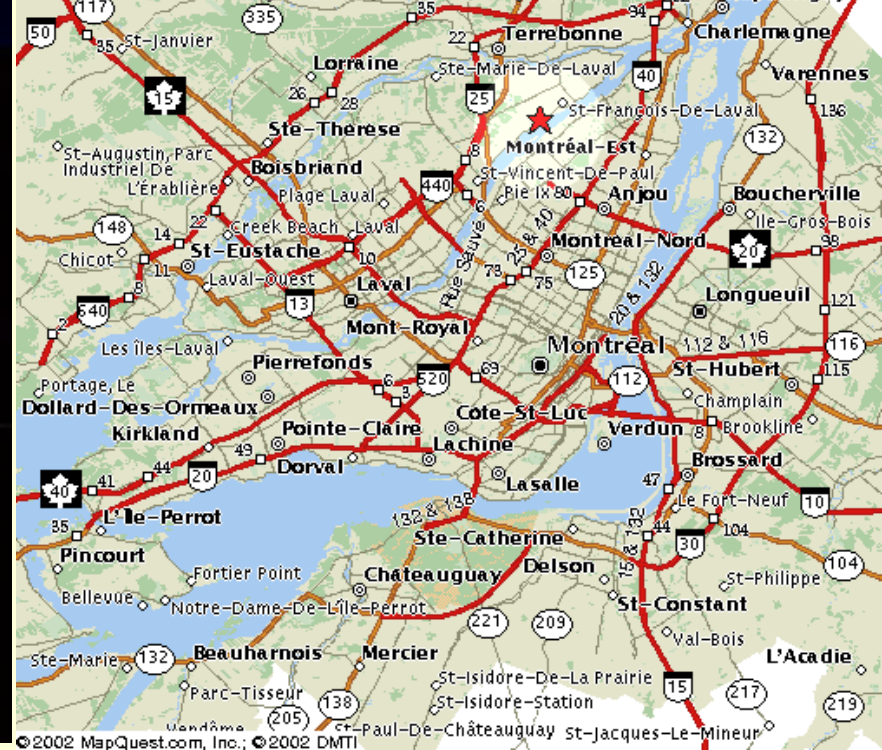 117
335
35
Charlemagne
94
50
35
St-Janvier
22
Terrebonne
Lorraine
Ste-Marie-De-Laval
40
Varennes
15
26
28
25
St-François-De-Laval
136
Ste-Thérèse
132
Montréal-Est
St-Augustin, Parc
Industriel De
L'Érablière
Boisbriand
8
St-Vincent-De-Paul
440
Plage Laval
Pie IX
80
Anjou
Boucherville
22
6
148
Creek Beach
Laval
Ile-Gros-Bois
14
St-Eustache
Rue Sauvé
25 & 40
Montreal-Nord
20
98
Chicot
10
11
Laval-Ouest
73
75
125
8
Laval
20 & 132
640
13
Longueuil
121
2
Mont-Royal
Les îles-Laval
Montréal
112 & 116
116
Pierrefonds
69
St-Hubert
115
Portage, Le
6
3
520
112
Dollard-Des-Ormeaux
Côte-St-Luc
Champlain
Kirkland
Pointe-Claire
Verdun
8
Brookline
49
Lachine
44
Dorval
Brossard
20
Lasalle
47
40
41
Le Fort-Neuf
10
L'Île-Perrot
132 & 138
35
44
104
Ste-Catherine
15 & 132
30
Pincourt
Delson
104
Fortier Point
Châteauguay
St-Philippe
Bellevue
Notre-Dame-De-L'île-Perrot
St-Constant
221
209
Val-Bois
Ste-Marie
132
Beauharnois
Mercier
L'Acadie
St-Isidore-De-La Prairie
15
Parc-Tisseur
217
138
St-Isidore-Station
219
205
Vendôme
St-Paul-De-Châteauguay
St-Jacques-Le-Mineur
©2002 MapQuest.com, Inc.; ©2002 DMTI